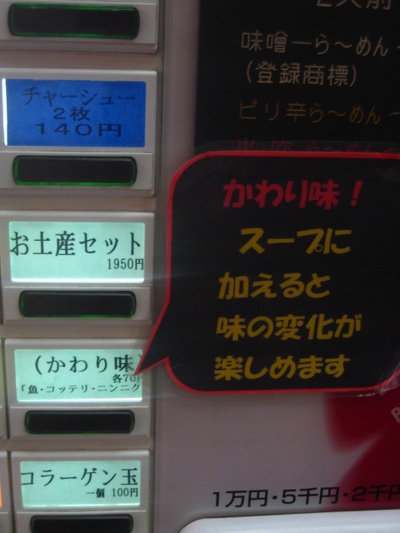 チャーシュー
2枚
140円
お土産セット
1950円
(かわり味)
各70
「魚・コッテリ・ニンニク
コラーゲン玉
一個 100円
味噌一ら〜めん
(登録商標)
ピリ辛ら〜めん
ら〜めん
かわり味！
スープに
加えると
味の変化が
楽しめます
1万円・5千円・2千円